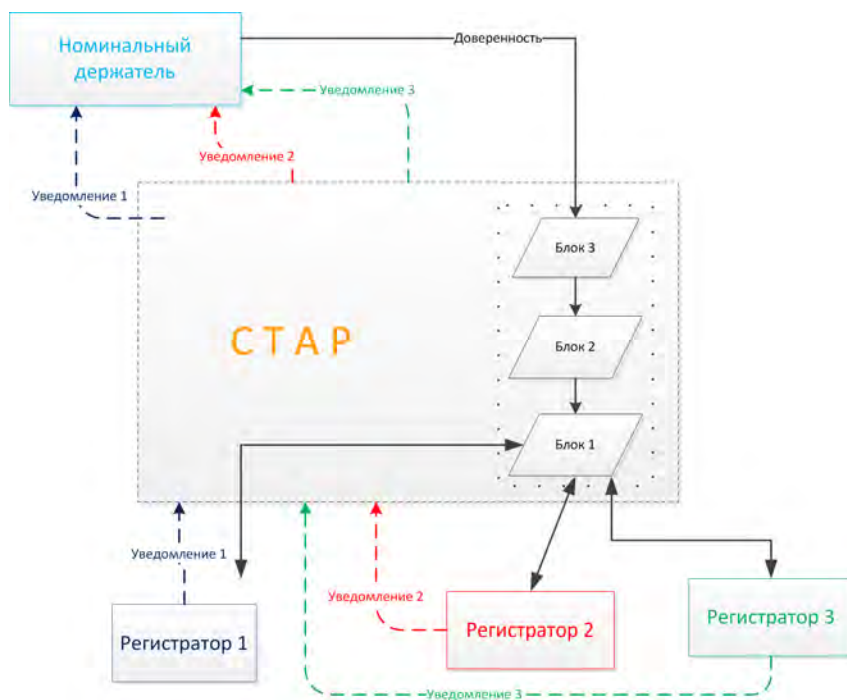 Номинальный
держатель
Доверенность
Уведомление 3
Уведомление 2
Уведомление 1
Блок 3
СТАР
Блок 2
Блок 1
Уведомление 1
Уведомление 2
Регистратор 1
Регистратор 2
Регистратор 3
Уведомление 3